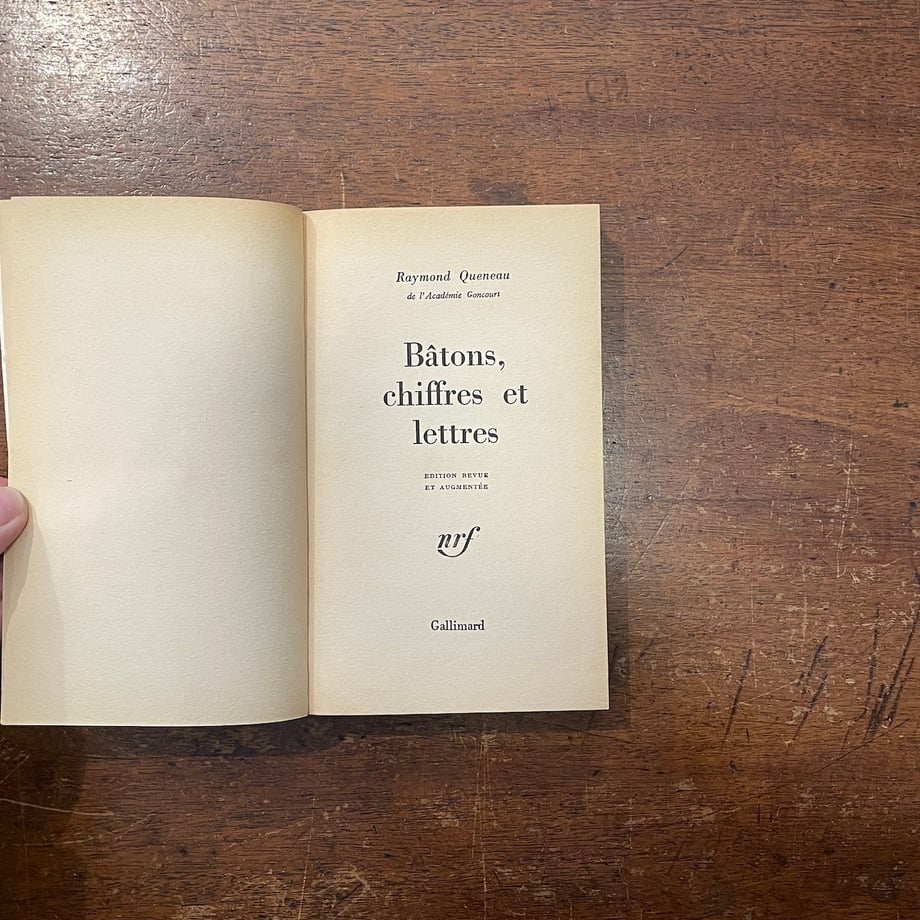 Raymond Queneau
de l'Académie Goncourt
Bâtons,
chiffres et
lettres
EDITION REVUE
ET AUGMENTÉE
nrf
Gallimard